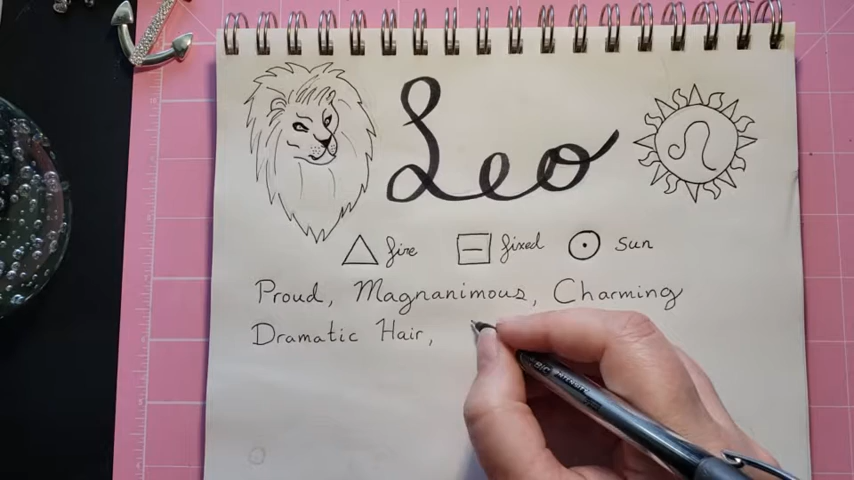 Leo
fire fixed Sun
Proud, Magnanimous, Charming
Dramatic Hair,